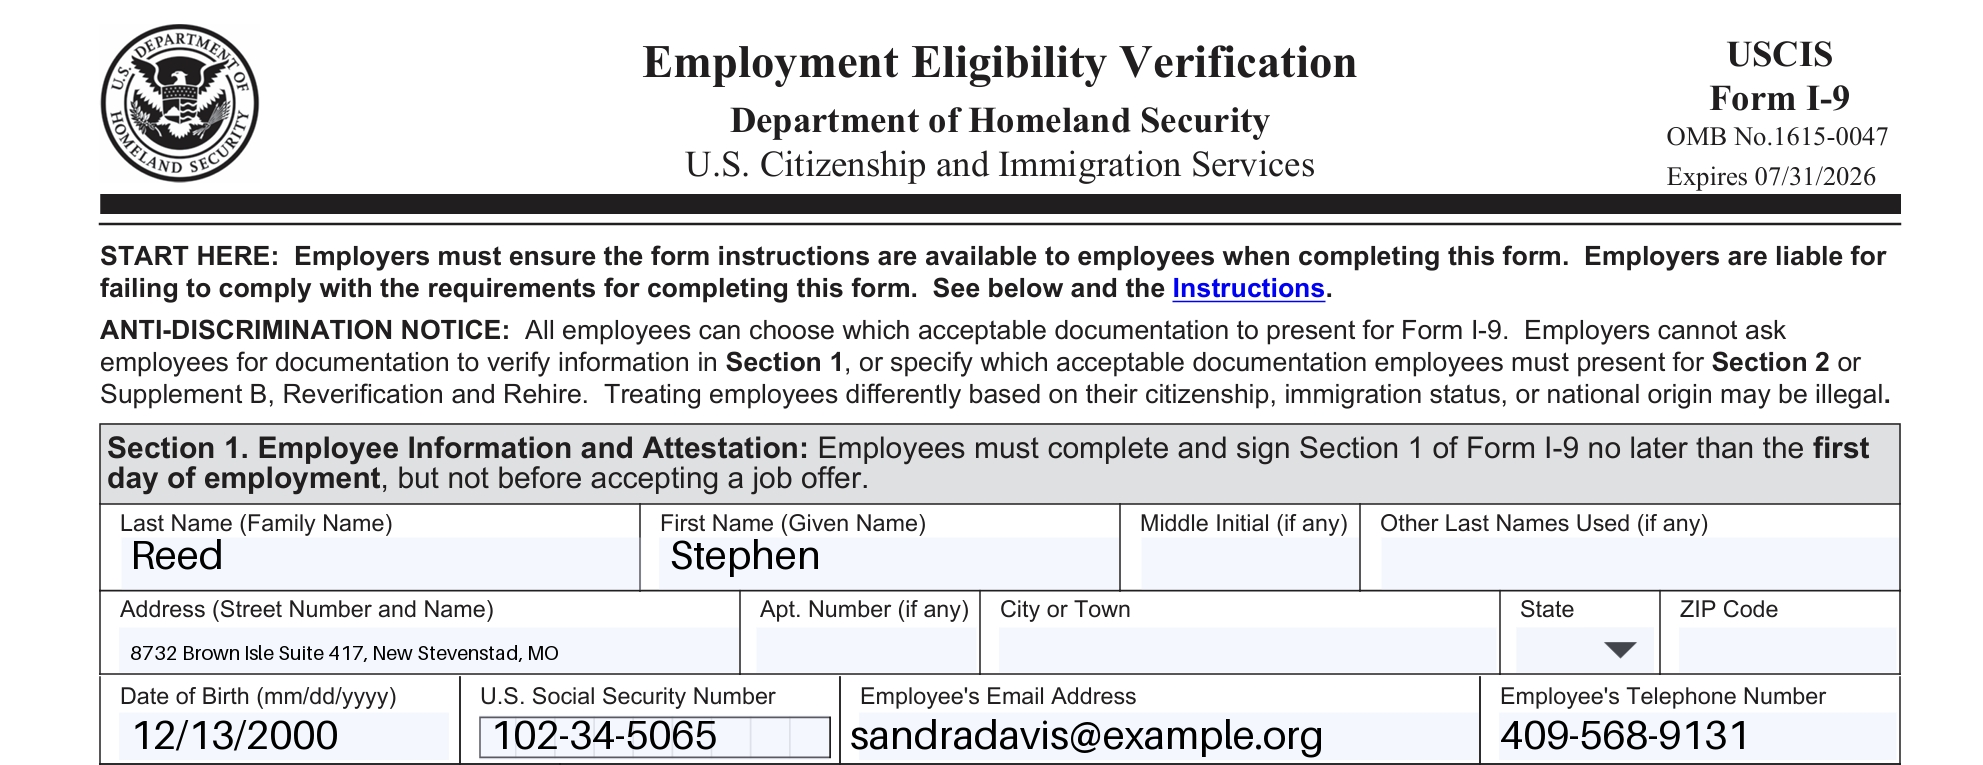 U.S. DEPARTMENT OF HOMELAND SECURITY
Employment Eligibility Verification
Department of Homeland Security
U.S. Citizenship and Immigration Services
USCIS
Form I-9
OMB No.1615-0047
Expires 07/31/2026
START HERE: Employers must ensure the form instructions are available to employees when completing this form. Employers are liable for
failing to comply with the requirements for completing this form. See below and the Instructions.
ANTI-DISCRIMINATION NOTICE: All employees can choose which acceptable documentation to present for Form I-9. Employers cannot ask
employees for documentation to verify information in Section 1, or specify which acceptable documentation employees must present for Section 2 or
Supplement B, Reverification and Rehire. Treating employees differently based on their citizenship, immigration status, or national origin may be illegal.
Section 1. Employee Information and Attestation: Employees must complete and sign Section 1 of Form I-9 no later than the first
day of employment, but not before accepting a job offer.
Last Name (Family Name) First Name (Given Name) Middle Initial (if any) Other Last Names Used (if any)
Reed Stephen
Address (Street Number and Name) Apt. Number (if any) City or Town State ZIP Code
8732 Brown Isle Suite 417, New Stevenstad, MO
Date of Birth (mm/dd/yyyy) U.S. Social Security Number Employee's Email Address Employee's Telephone Number
12/13/2000 102-34-5065 sandradavis@example.org 409-568-9131